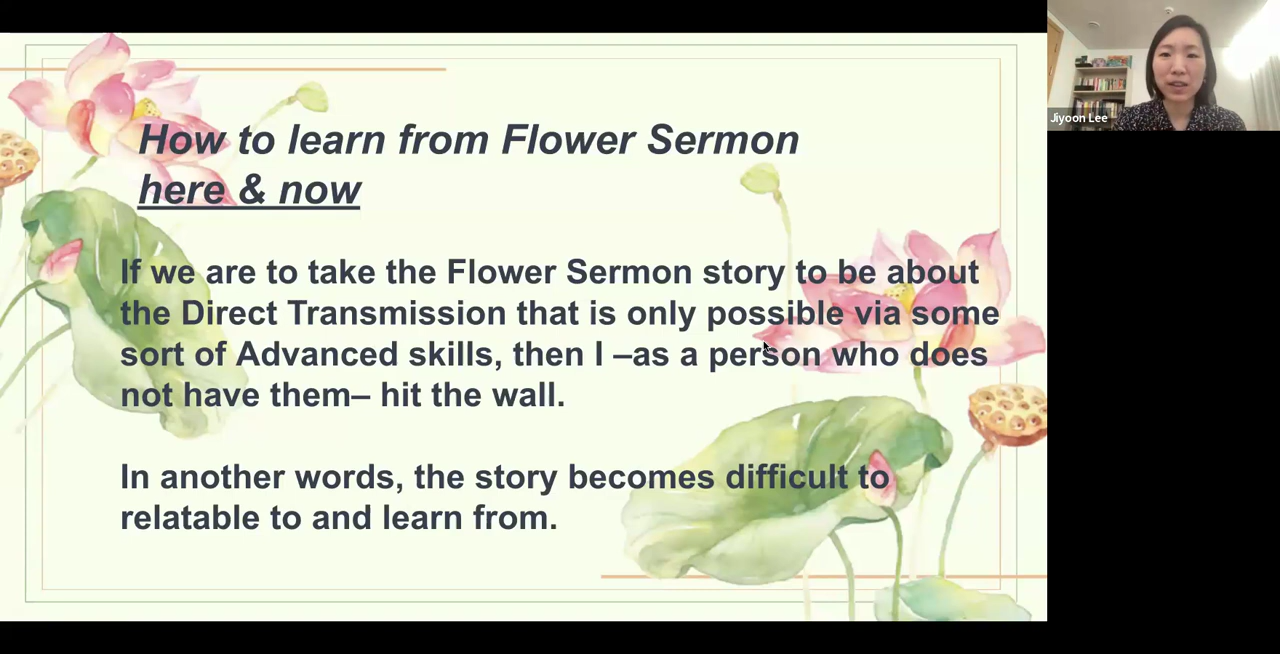 How to learn from Flower Sermon
here & now
If we are to take the Flower Sermon story to be about
the Direct Transmission that is only possible via some
sort of Advanced skills, then I –as a person who does
not have them– hit the wall.
In another words, the story becomes difficult to
relatable to and learn from.
Jiyoon Lee